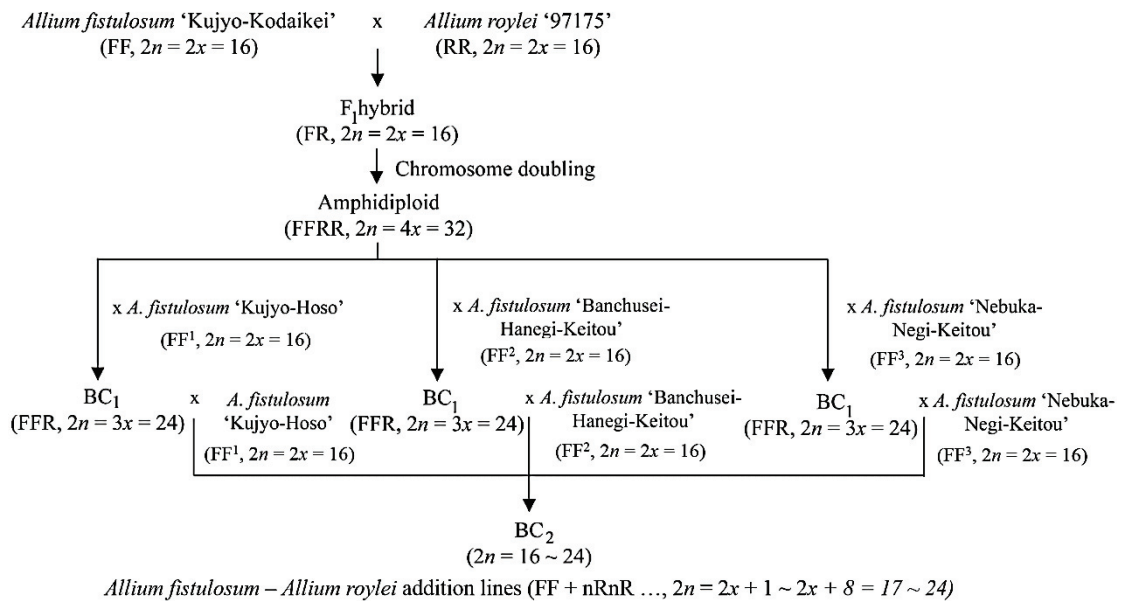 Allium fistulosum ‘Kujyo-Kodaikei’ x Allium roylei ‘97175’
(FF, 2n = 2x = 16) (RR, 2n = 2x = 16)
F1hybrid
(FR, 2n = 2x = 16)
Chromosome doubling
Amphidiploid
(FFRR, 2n = 4x = 32)
x A. fistulosum ‘Kujyo-Hoso’
(FF¹, 2n = 2x = 16)
x A. fistulosum ‘Banchusei-
Hanegi-Keitou’
(FF², 2n = 2x = 16)
x A. fistulosum ‘Nebuka-
Negi-Keitou’
(FF³, 2n = 2x = 16)
BC1
(FFR, 2n = 3x = 24)
x A. fistulosum
‘Kujyo-Hoso’
(FF¹, 2n = 2x = 16)
BC1
(FFR, 2n = 3x = 24)
x A. fistulosum ‘Banchusei-
Hanegi-Keitou’
(FF², 2n = 2x = 16)
BC1
(FFR, 2n = 3x = 24)
x A. fistulosum ‘Nebuka-
Negi-Keitou’
(FF³, 2n = 2x = 16)
BC2
(2n = 16 ~ 24)
Allium fistulosum – Allium roylei addition lines (FF + nRnR ..., 2n = 2x + 1 ~ 2x + 8 = 17 ~ 24)